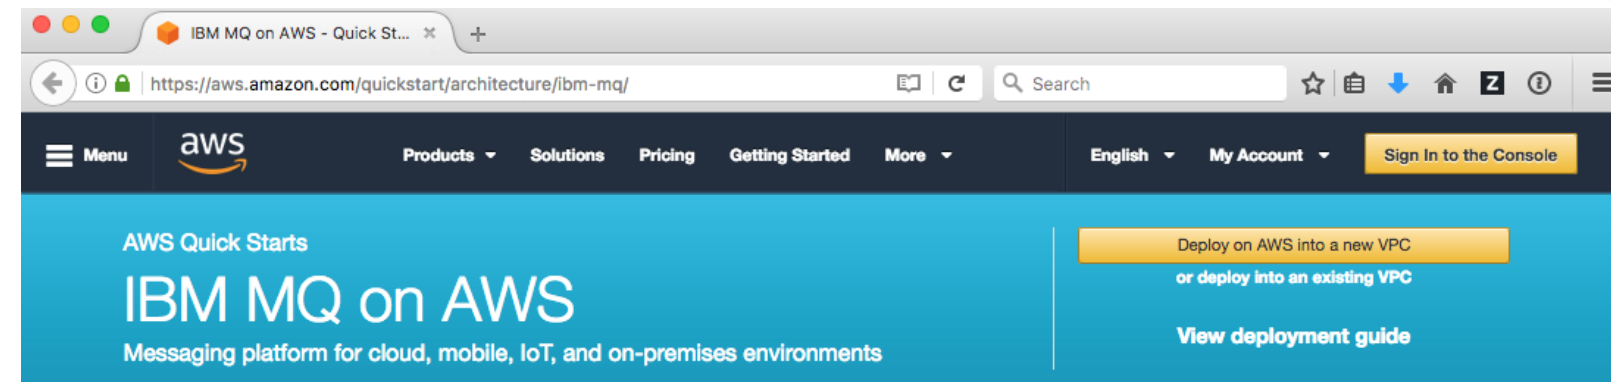 IBM MQ on AWS - Quick St...
https://aws.amazon.com/quickstart/architecture/ibm-mq/
Search
Z
Menu
aws
Products
Solutions
Pricing
Getting Started
More
English
My Account
Sign In to the Console
AWS Quick Starts
IBM MQ on AWS
Messaging platform for cloud, mobile, IoT, and on-premises environments
Deploy on AWS into a new VPC
or deploy into an existing VPC
View deployment guide